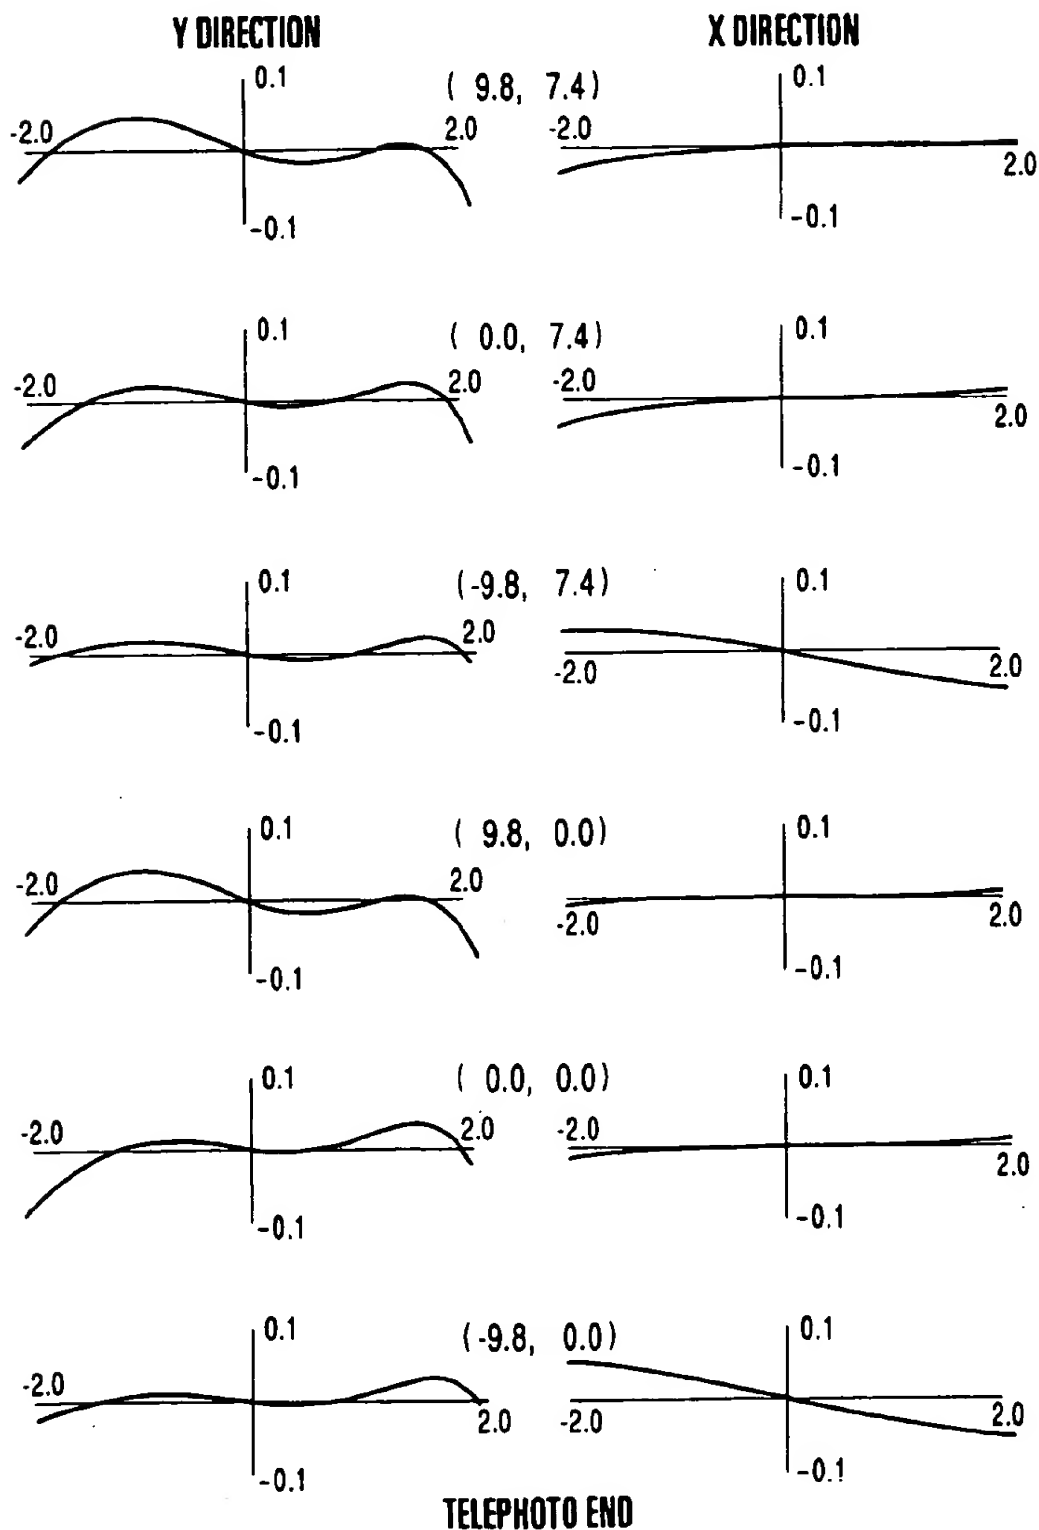 Y DIRECTION X DIRECTION
0.1 ( 9.8, 7.4) 0.1
-2.0 2.0 -2.0 2.0
-0.1 -0.1
0.1 ( 0.0, 7.4) 0.1
-2.0 2.0 -2.0 2.0
-0.1 -0.1
0.1 (-9.8, 7.4) 0.1
-2.0 2.0 -2.0 2.0
-0.1 -0.1
0.1 ( 9.8, 0.0) 0.1
-2.0 2.0 -2.0 2.0
-0.1 -0.1
0.1 ( 0.0, 0.0) 0.1
-2.0 2.0 -2.0 2.0
-0.1 -0.1
0.1 (-9.8, 0.0) 0.1
-2.0 2.0 -2.0 2.0
-0.1 -0.1
TELEPHOTO END